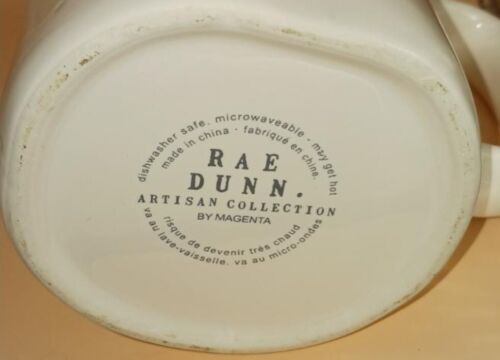 dishwasher safe. microwaveable - may get hot
made in china · fabriqué en chine.
RAE
DUNN.
ARTISAN COLLECTION
BY MAGENTA
risque de devenir très chaud
va au lave-vaisselle. va au micro-ondes